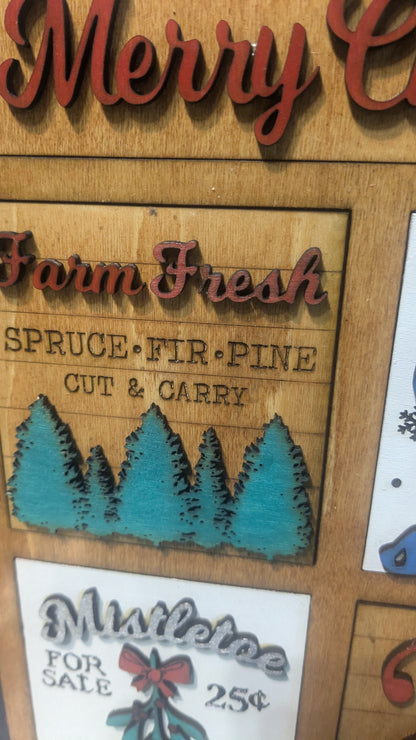 Merry
Farm Fresh
SPRUCE·FIR·PINE
CUT & CARRY
Mistletoe
FOR
SALE
25¢